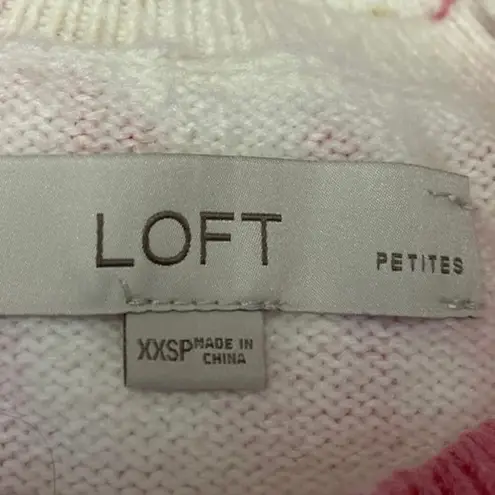 LOFT
PETITES
XXSP MADE IN
CHINA